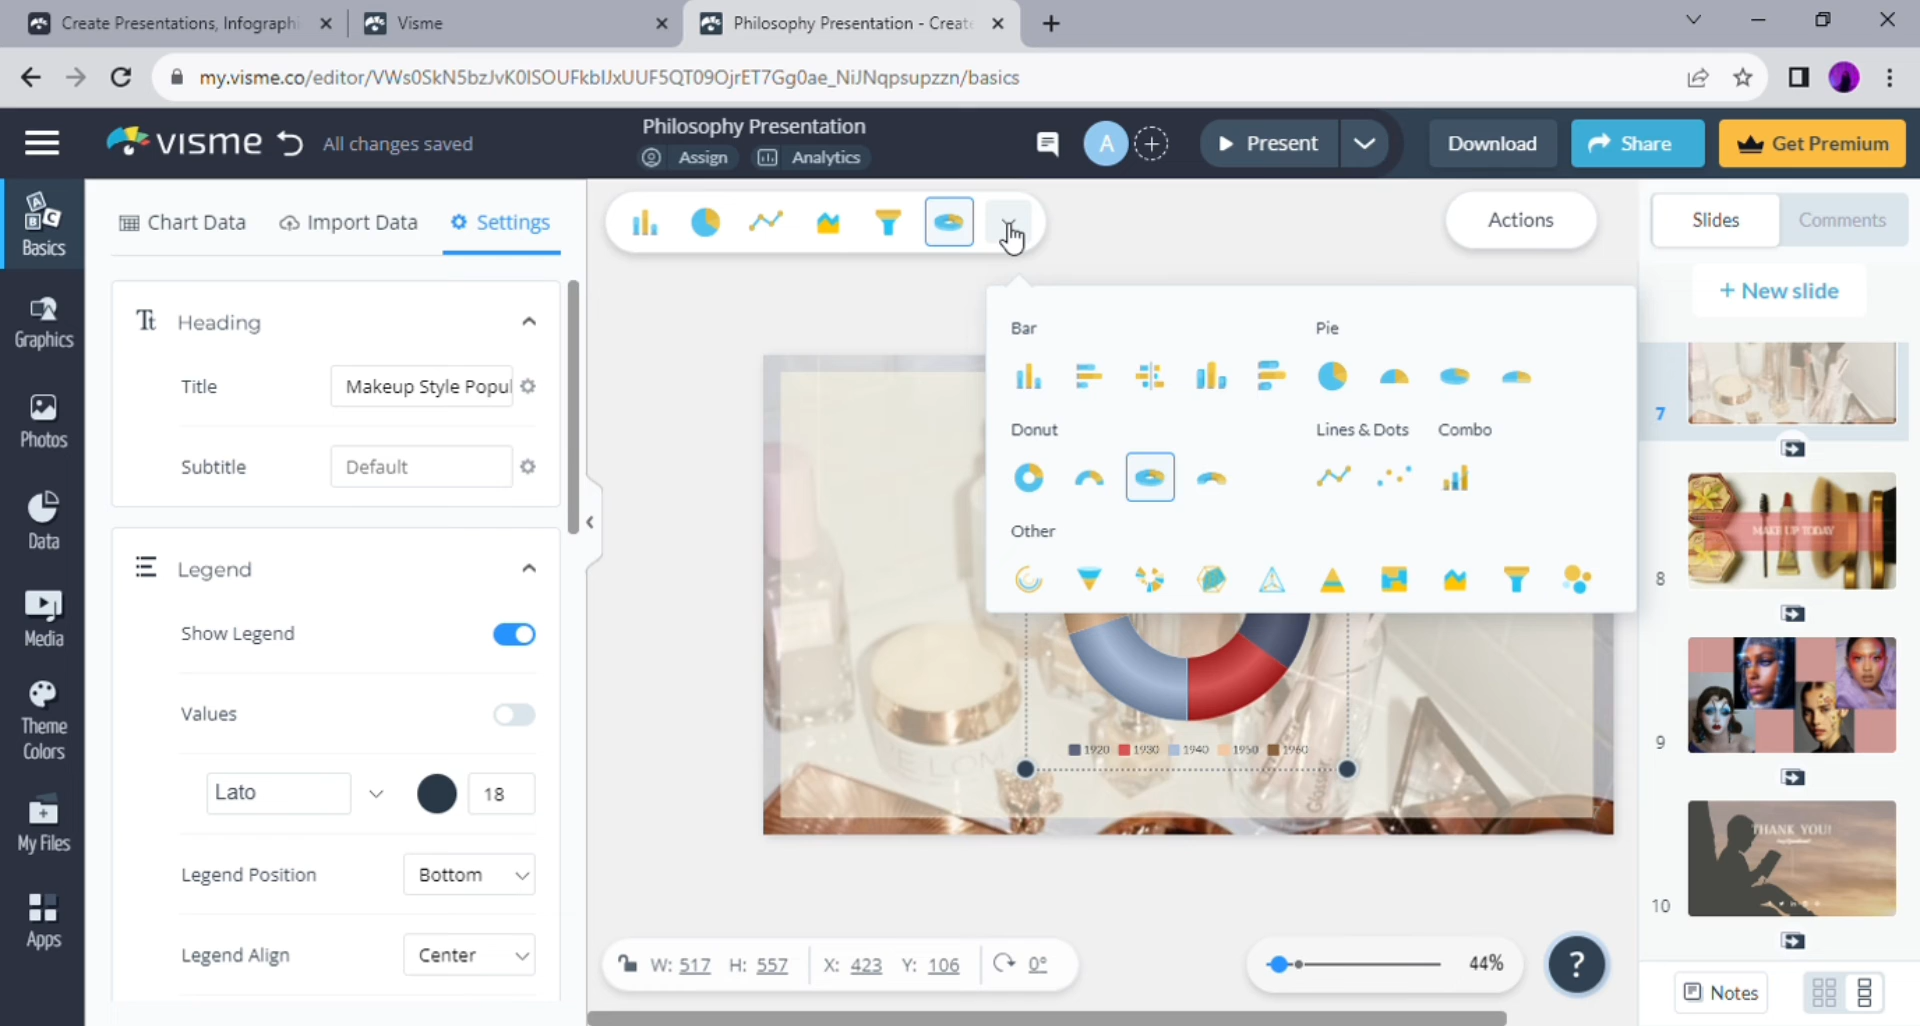 Create Presentations, Infographi
Visme
Philosophy Presentation - Create
my.visme.co/editor/VWs0SkN5bzJvK0lSOUFkblJxUUF5QT09OjrET7Gg0ae_NiJNqpsupzzn/basics
visme
All changes saved
Philosophy Presentation
Assign
Analytics
A
Present
Download
Share
Get Premium
Basics
Graphics
Photos
Data
Media
Theme
Colors
My Files
Apps
Chart Data
Import Data
Settings
Tt Heading
Title
Makeup Style Popul
Subtitle
Default
Legend
Show Legend
Values
Lato
18
Legend Position
Bottom
Legend Align
Center
Actions
Bar
Pie
Donut
Lines & Dots
Combo
Other
1920 1930 1940 1950 1960
W: 517 H: 557 X: 423 Y: 106 0°
44%
?
Slides
Comments
+ New slide
7
8
MAKE UP TODAY
9
10
THANK YOU!
Notes